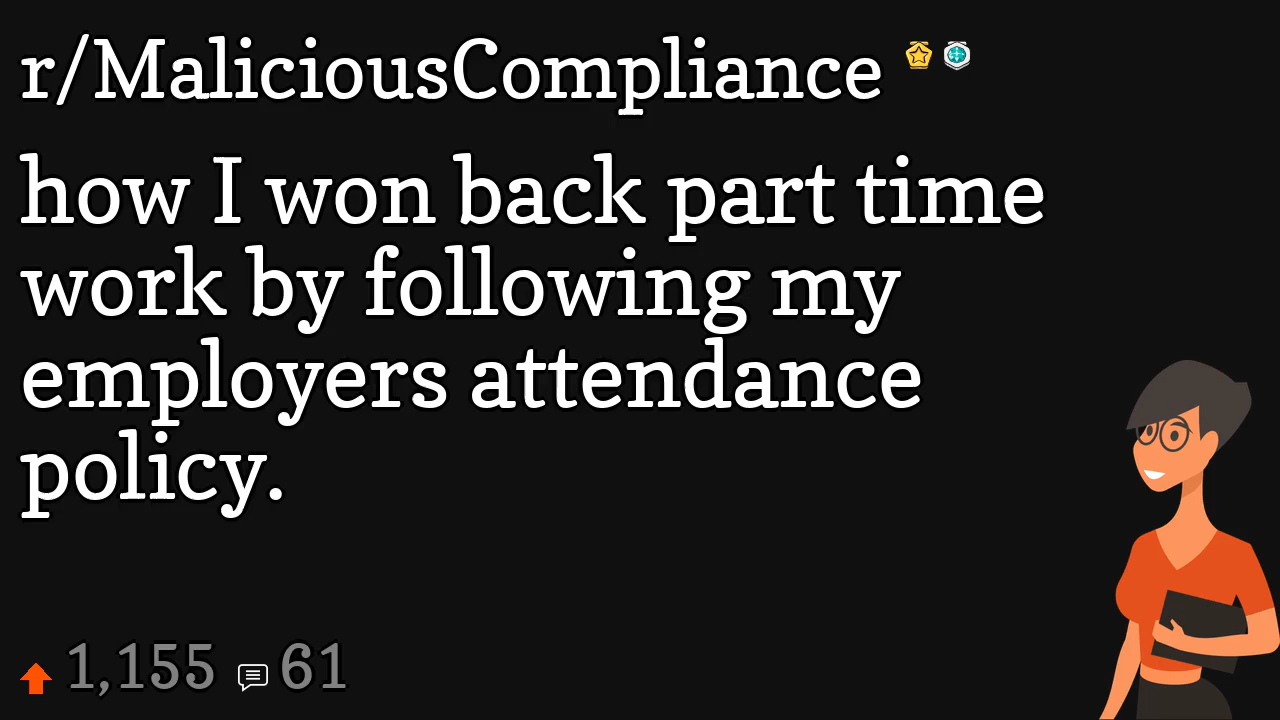 r/MaliciousCompliance
how I won back part time
work by following my
employers attendance
policy.
1,155 61